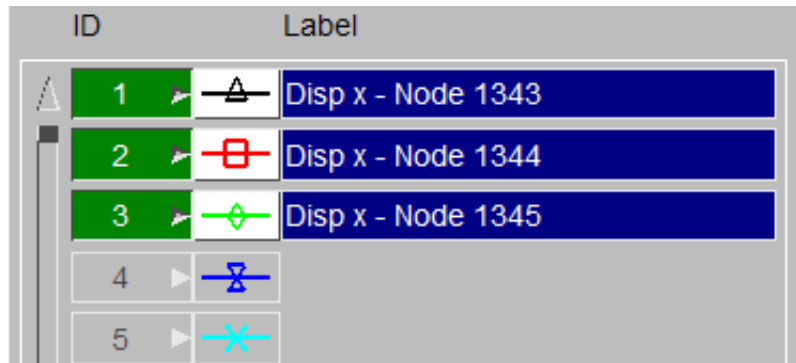 ID Label
1 Disp x - Node 1343
2 Disp x - Node 1344
3 Disp x - Node 1345
4
5